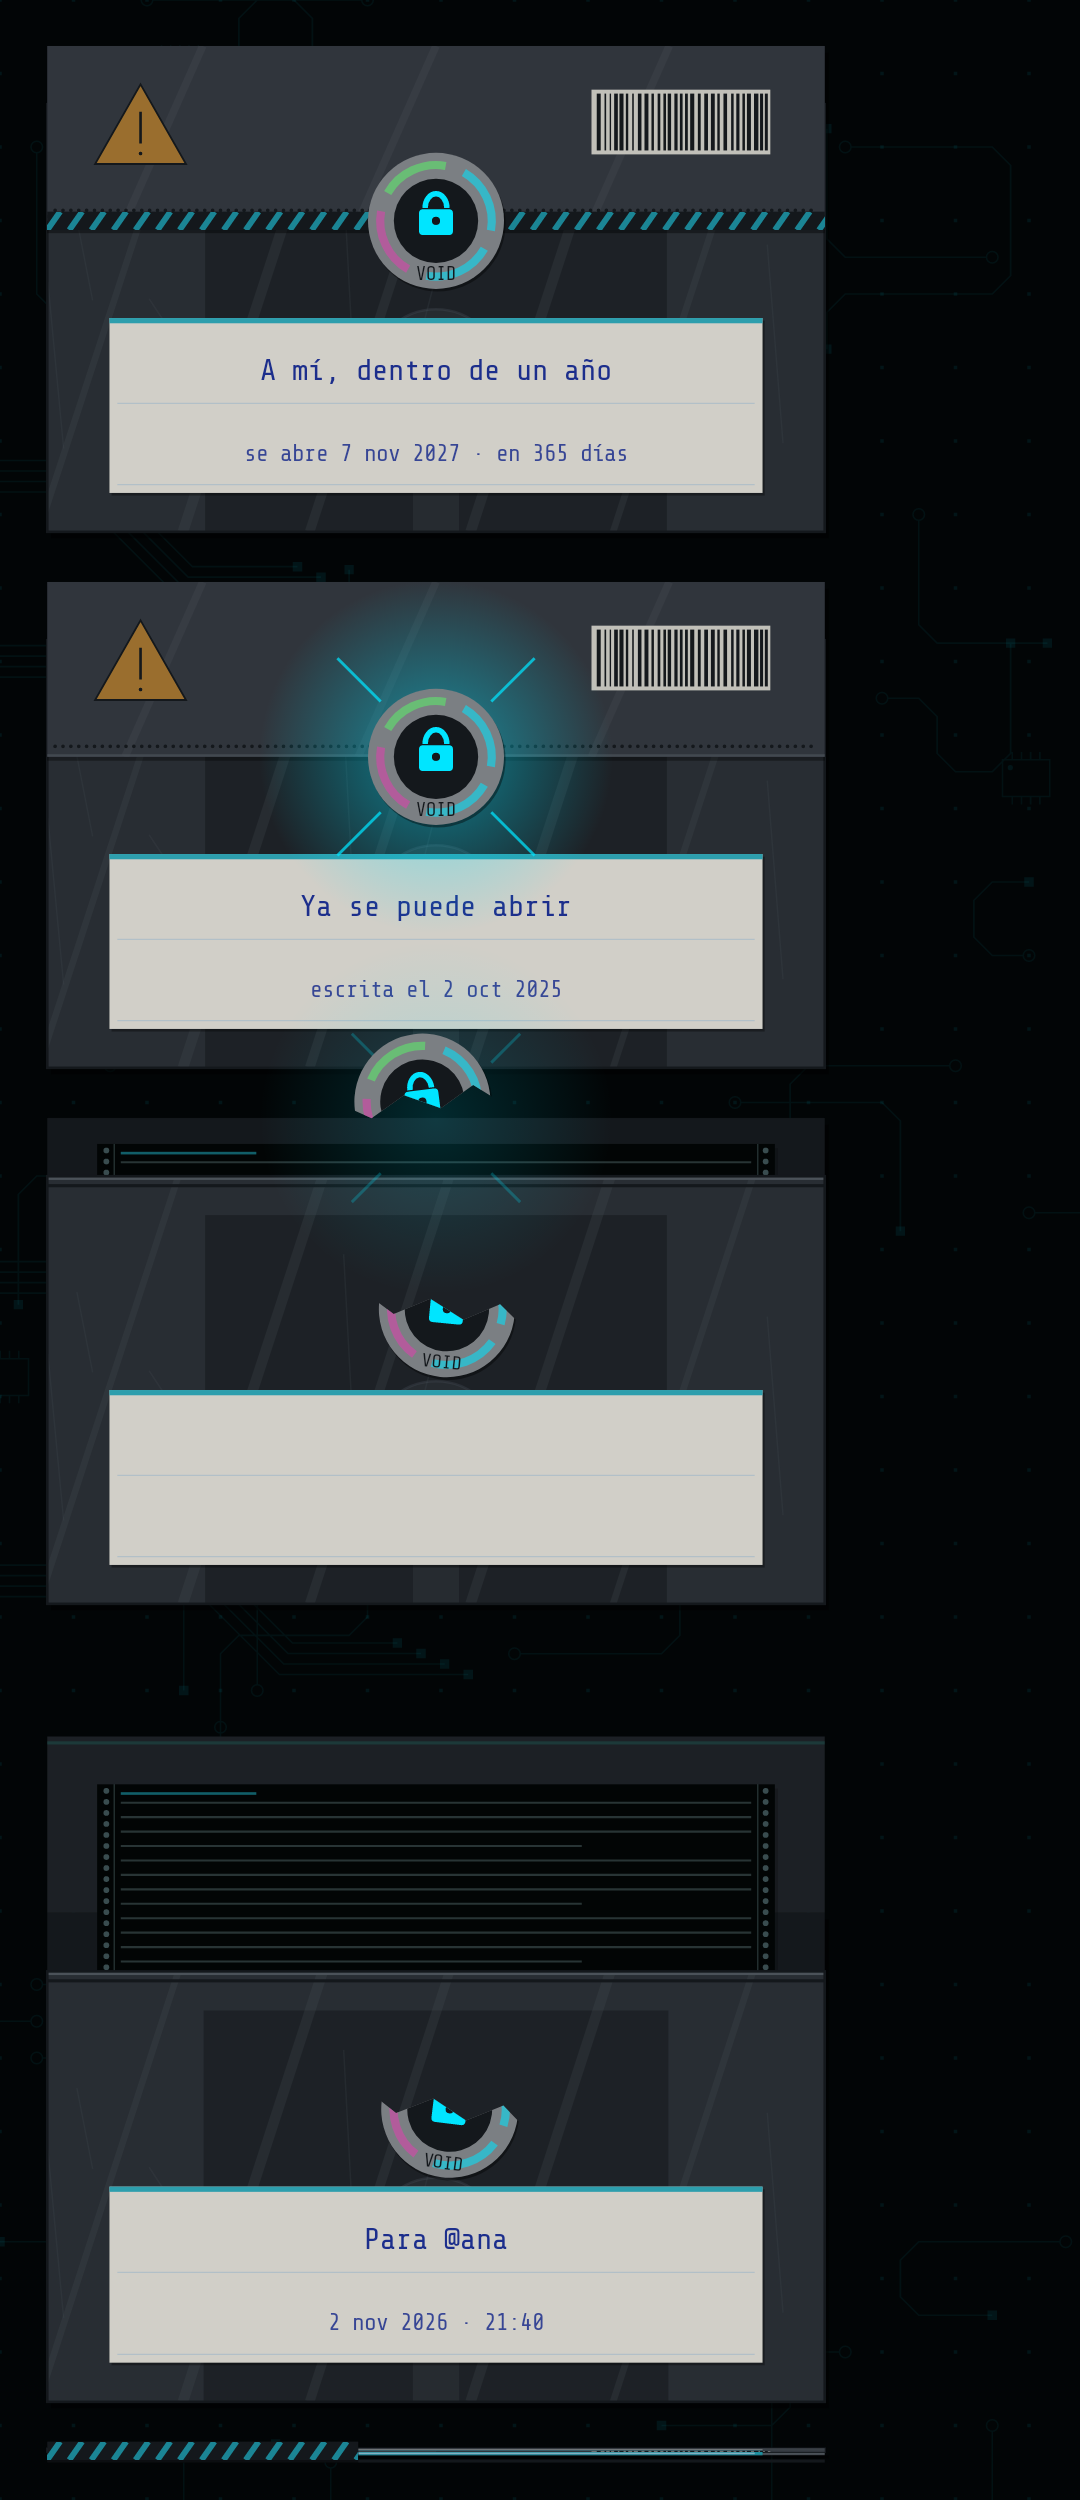 VOID
A mí, dentro de un año
se abre 7 nov 2027 · en 365 días
VOID
Ya se puede abrir
escrita el 2 oct 2025
VOID
VOID
Para @ana
2 nov 2026 · 21:40